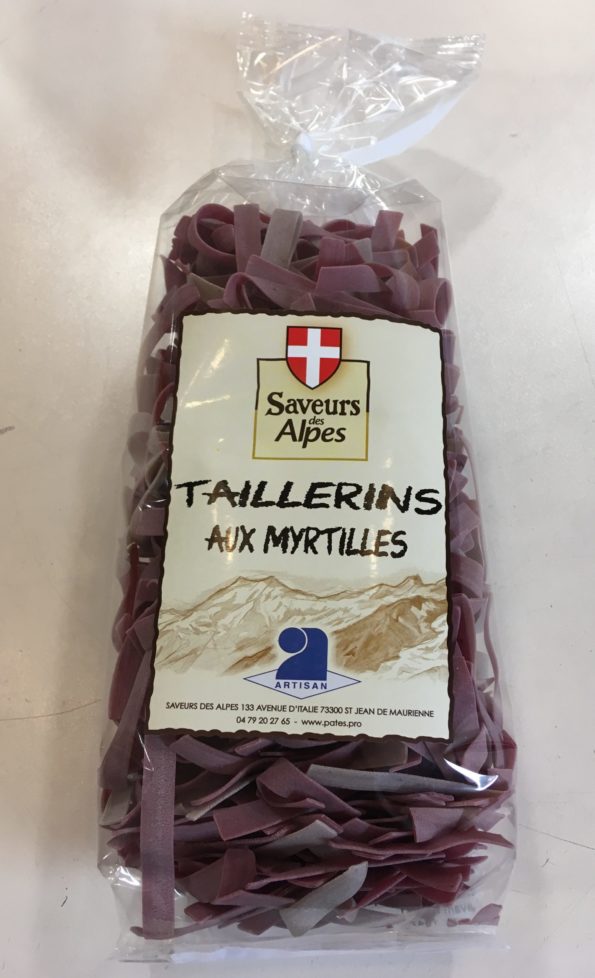 Saveurs
des
Alpes
TAILLERINS
AUX MYRTILLES
ARTISAN
SAVEURS DES ALPES 133 AVENUE D'ITALIE 73300 ST JEAN DE MAURIENNE
04 79 20 27 65 - www.pates.pro